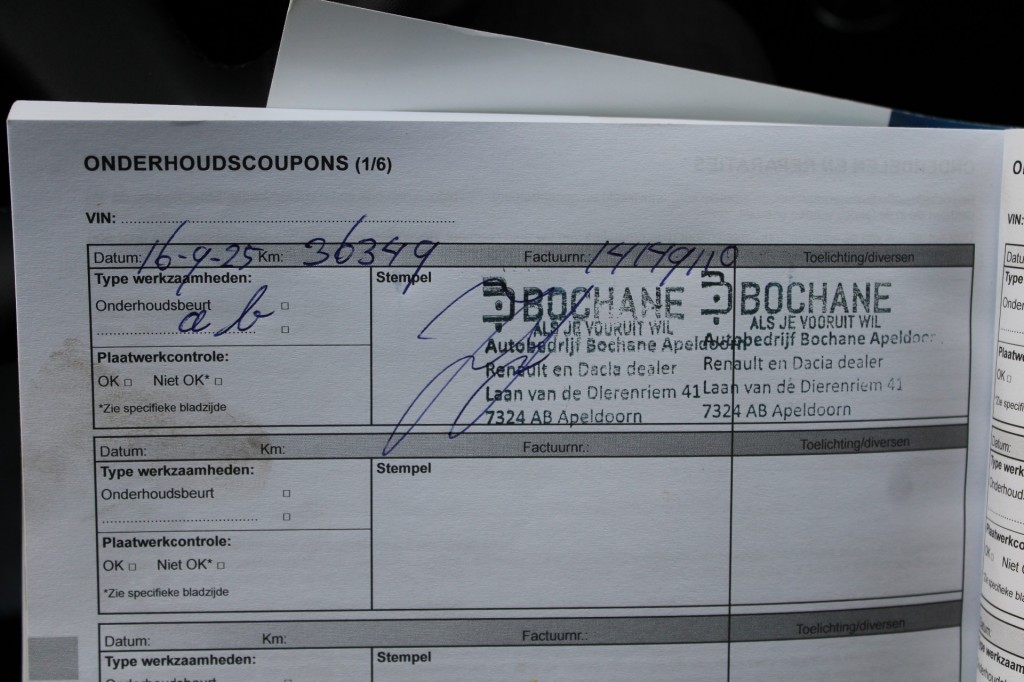 ONDERHOUDSCOUPONS (1/6)
VIN:
Datum: 16-9-25 Km: 36349 Factuurnr.: 14149110 Toelichting/diversen
Type werkzaamheden:
Onderhoudsbeurt □
a b □
Plaatwerkcontrole:
OK □ Niet OK* □
*Zie specifieke bladzijde
Stempel
BOCHANE
ALS JE VOORUIT WIL
Autobedrijf Bochane Apeldoorn
Renault en Dacia dealer
Laan van de Dierenriem 41
7324 AB Apeldoorn
BOCHANE
ALS JE VOORUIT WIL
Autobedrijf Bochane Apeldoor
Renault en Dacia dealer
Laan van de Dierenriem 41
7324 AB Apeldoorn
Datum: Km: Factuurnr.: Toelichting/diversen
Type werkzaamheden:
Onderhoudsbeurt □
□
Plaatwerkcontrole:
OK □ Niet OK* □
*Zie specifieke bladzijde
Stempel
Datum: Km: Factuurnr.: Toelichting/diversen
Type werkzaamheden:
Stempel
VIN: